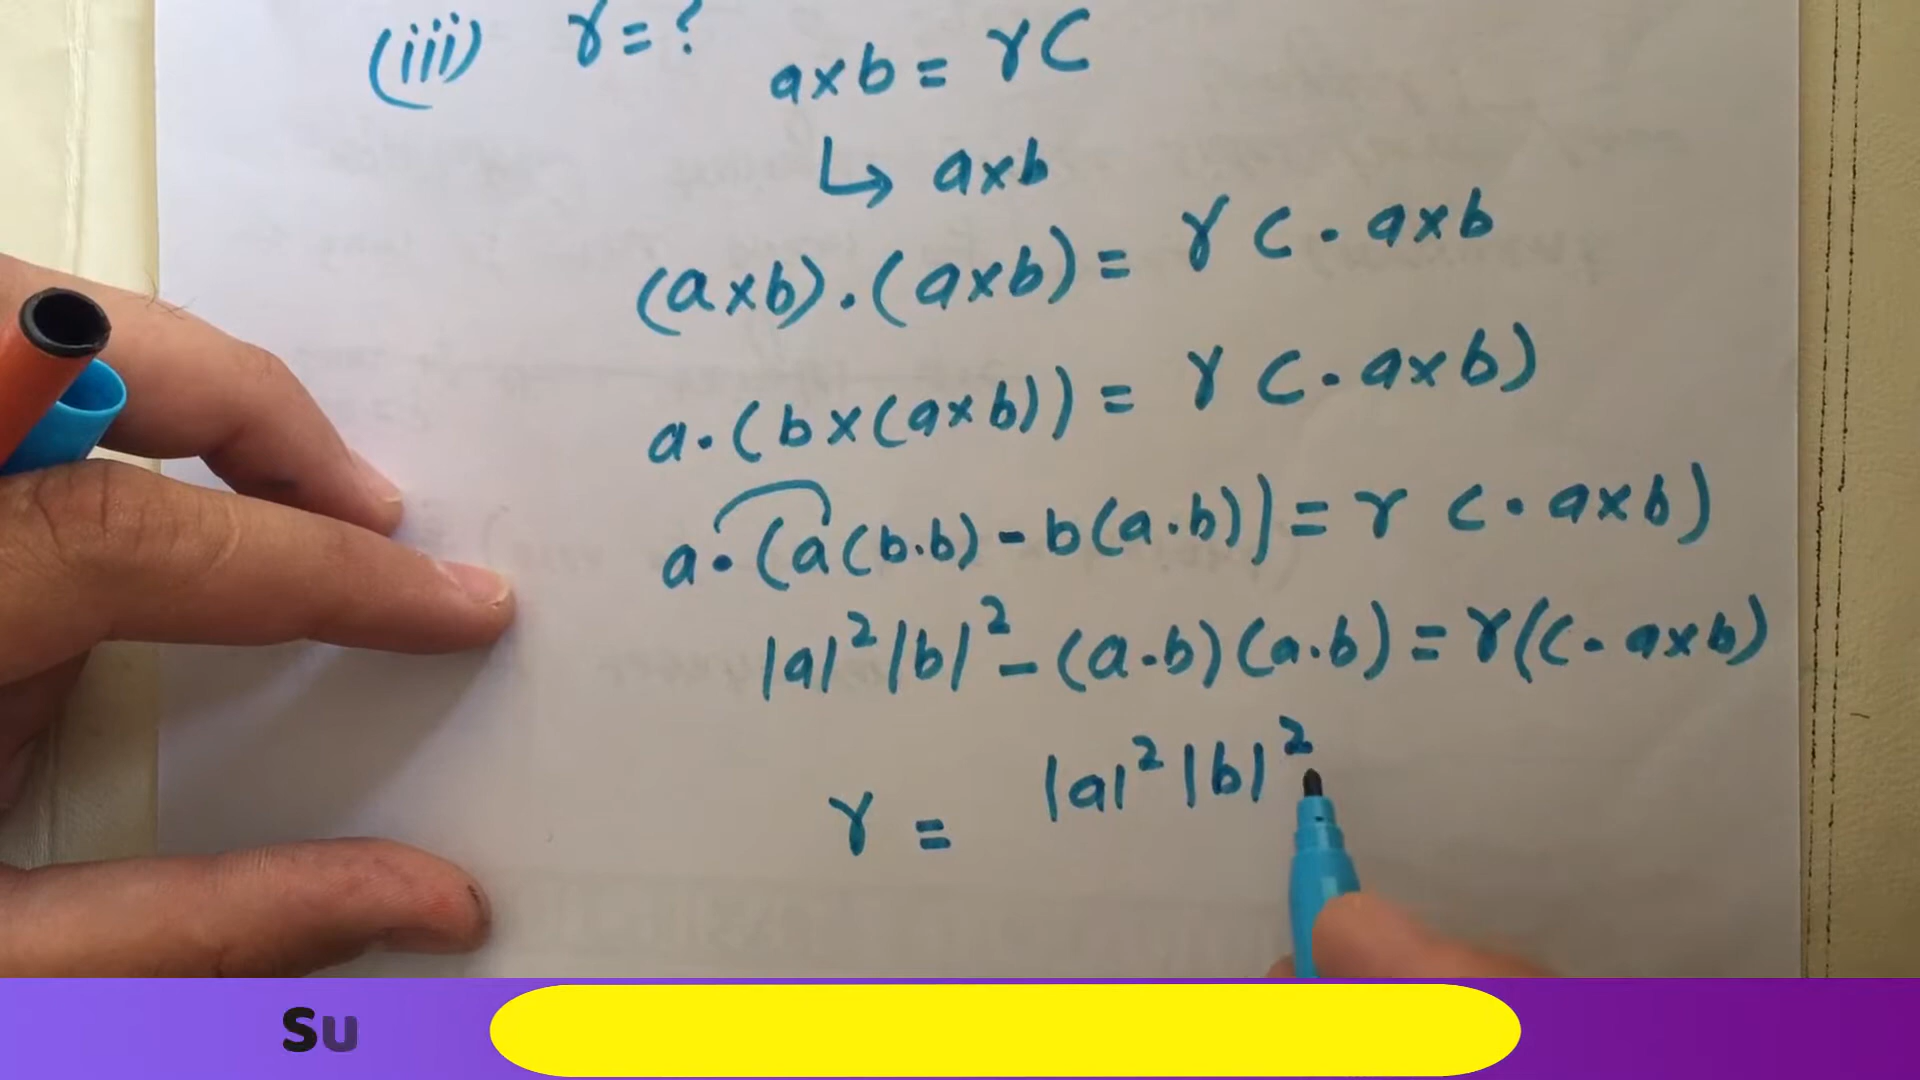 (iii) γ = ?
a×b = γC
↳ a×b
(a×b)·(a×b) = γ C · a×b
a·(b×(a×b)) = γ C · a×b)
a·(a(b·b) - b(a·b)) = γ C · a×b)
|a|² |b|² - (a·b)(a·b) = γ(C · a×b)
γ = |a|² |b|²
Su